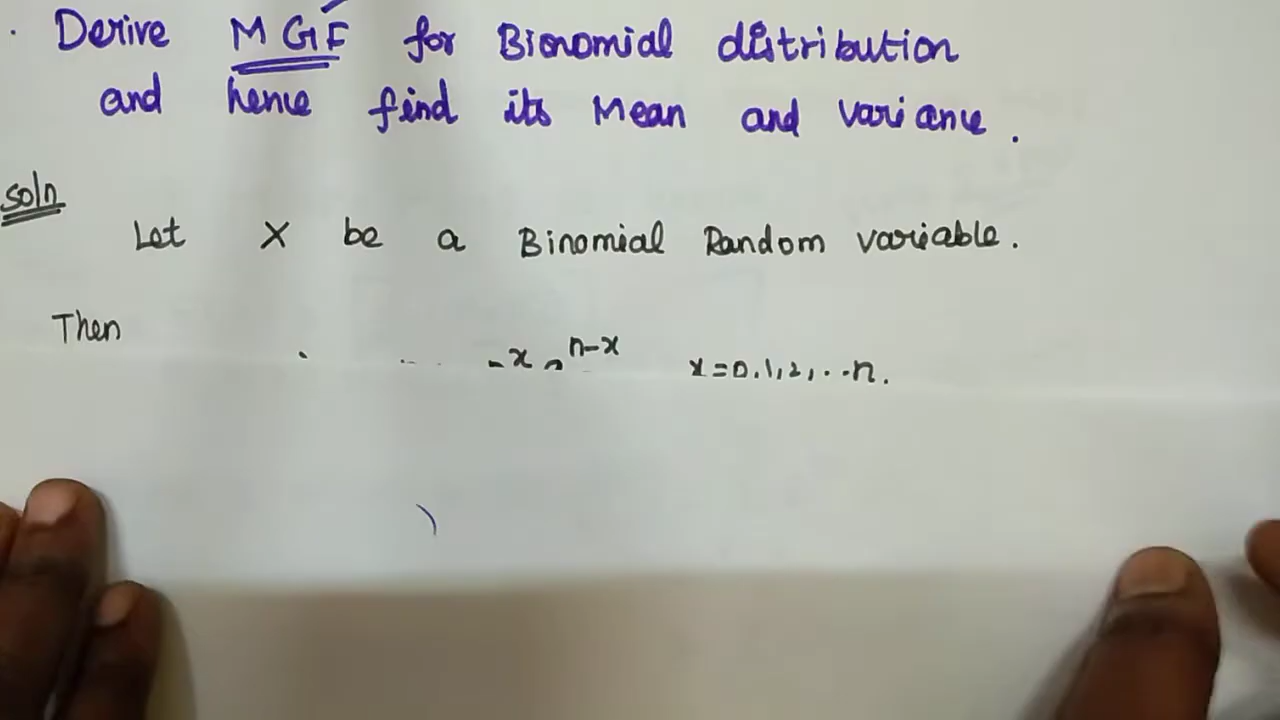 Derive MGF for Binomial distribution
and hence find its Mean and variance.
Soln
Let X be a Binomial Random variable.
Then
x n-x x=0,1,2,...n.